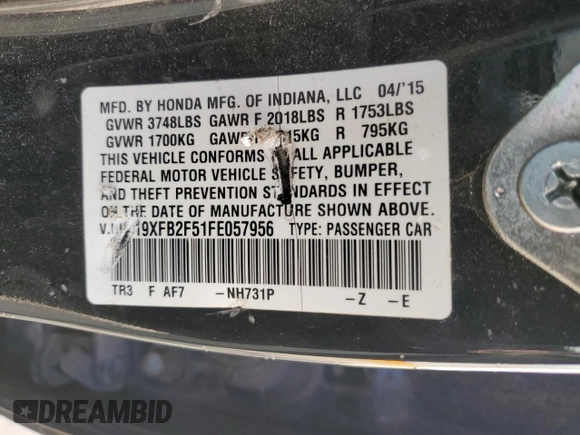 MFD. BY HONDA MFG. OF INDIANA, LLC 04/'15
GVWR 3748LBS GAWR F 2018LBS R 1753LBS
GVWR 1700KG R 795KG
THIS VEHICLE CONFORMS ALL APPLICABLE
FEDERAL MOTOR VEHICLE SAFETY, BUMPER,
AND THEFT PREVENTION STANDARDS IN EFFECT
ON THE DATE OF MANUFACTURE SHOWN ABOVE.
19XFB2F51FE057956 TYPE: PASSENGER CAR
TR3 F AF7 -NH731P -Z -E
DREAMBID